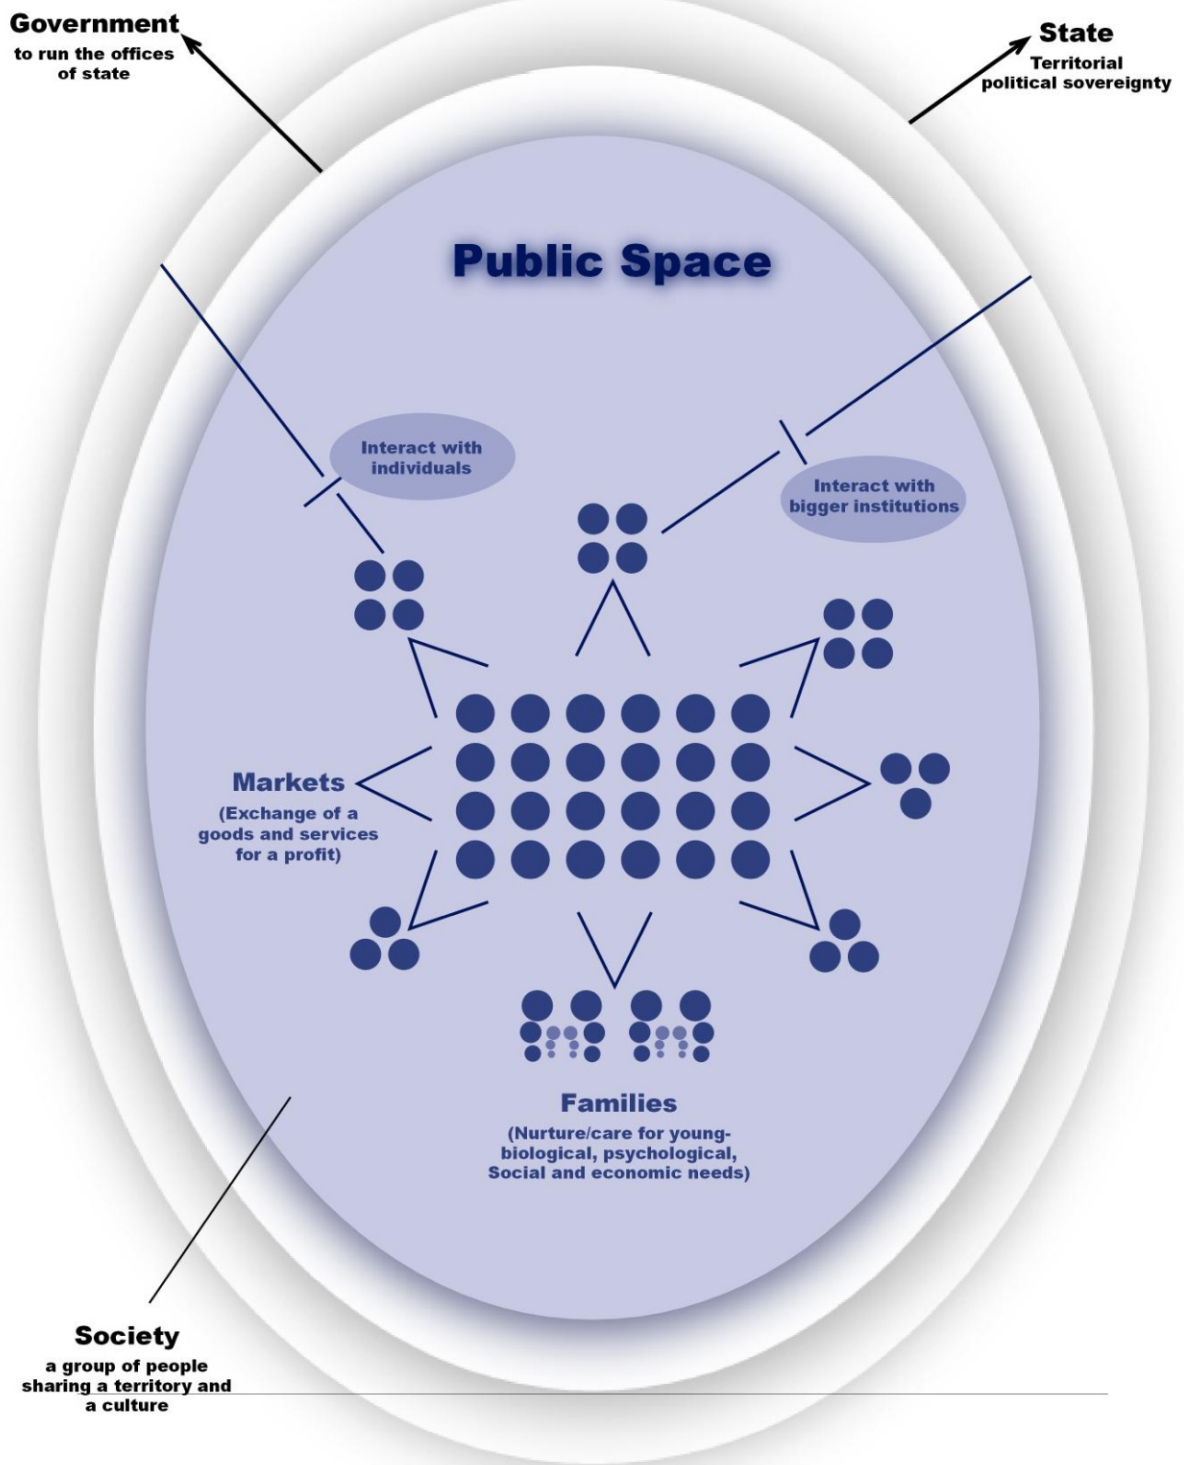 Government
to run the offices
of state
State
Territorial
political sovereignty
Public Space
Interact with
individuals
Interact with
bigger institutions
Markets
(Exchange of a
goods and services
for a profit)
Families
(Nurture/care for young-
biological, psychological,
Social and economic needs)
Society
a group of people
sharing a territory and
a culture